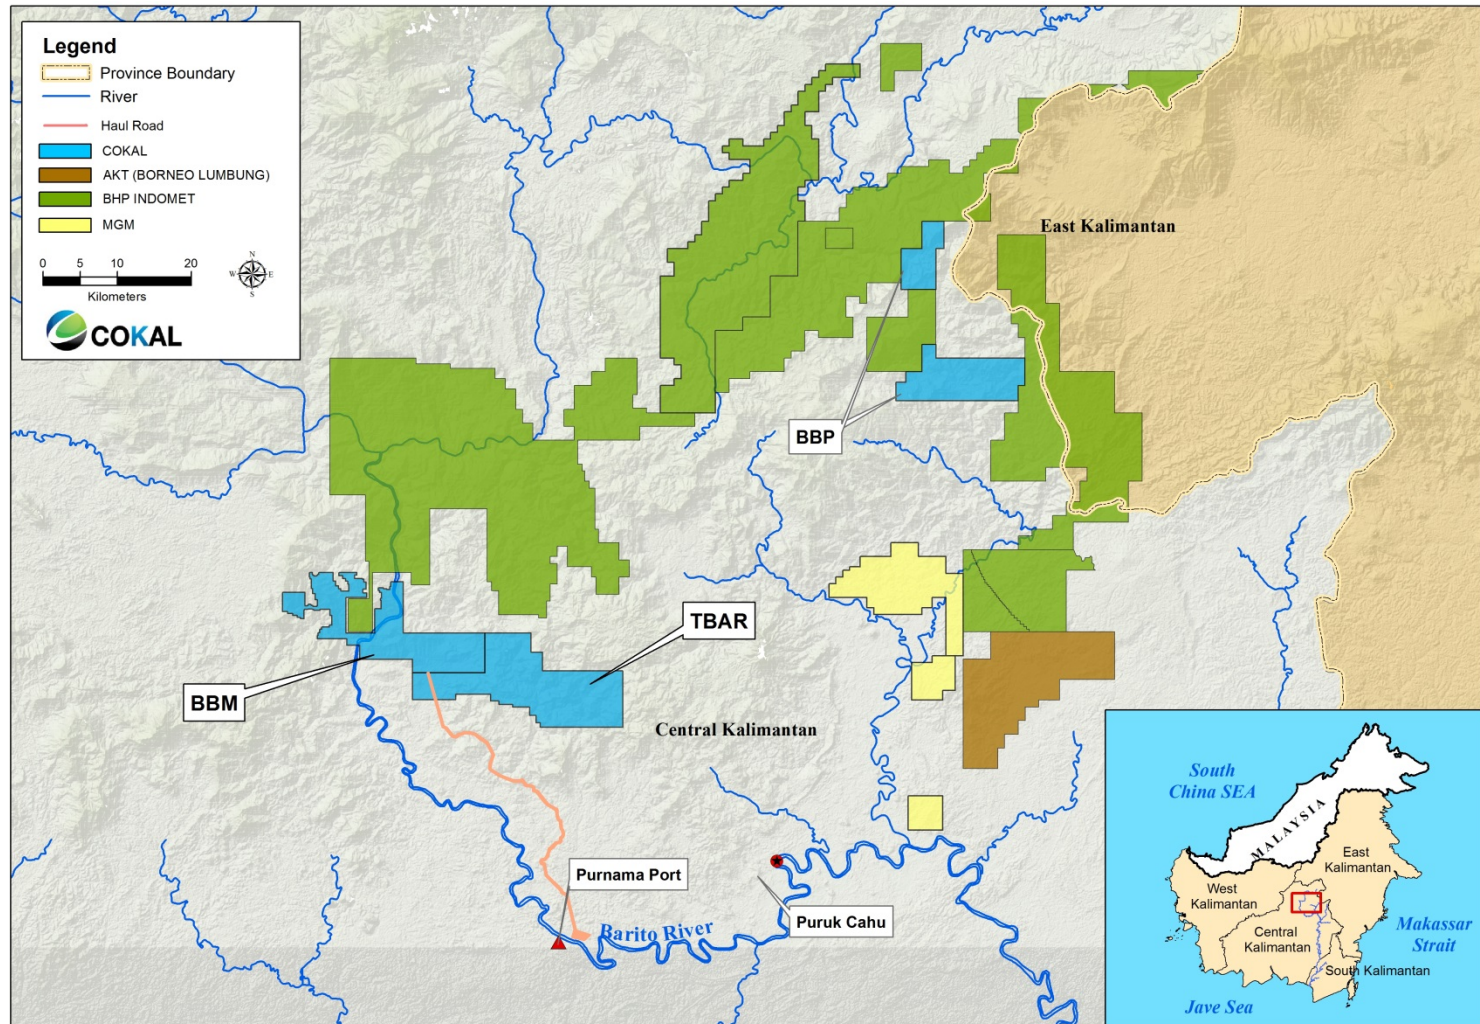 Legend
Province Boundary
River
Haul Road
COKAL
AKT (BORNEO LUMBUNG)
BHP INDOMET
MGM
0 5 10 20
Kilometers
N
W E
S
COKAL
East Kalimantan
BBP
TBAR
BBM
Central Kalimantan
Purnama Port
Puruk Cahu
Barito River
South
China SEA
MALAYSIA
East
Kalimantan
West
Kalimantan
Central
Kalimantan
Makassar
Strait
South Kalimantan
Jave Sea